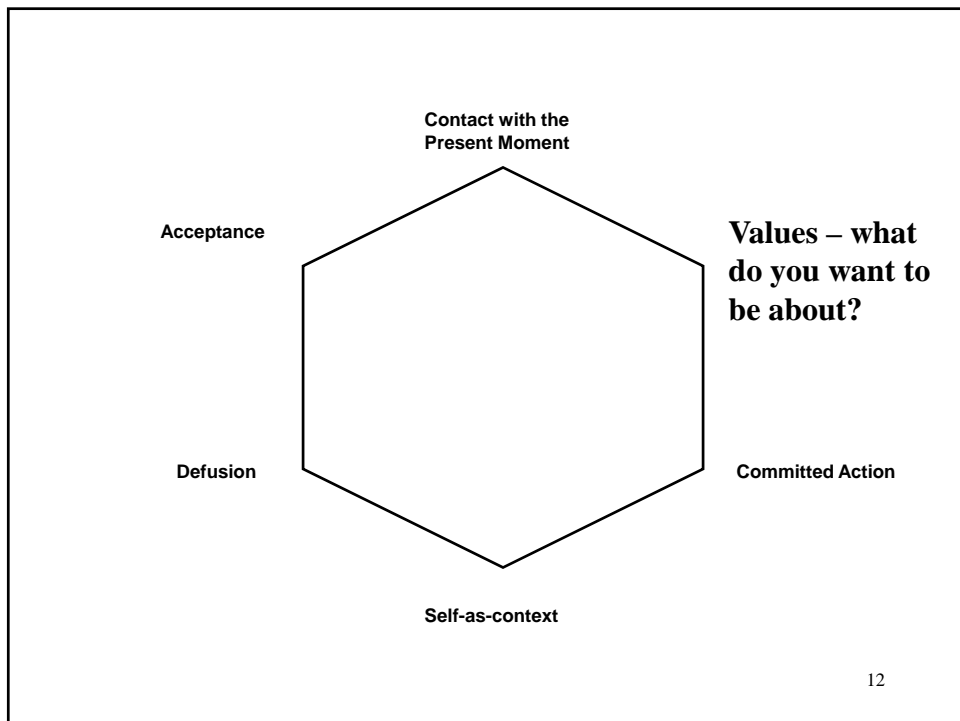 Contact with the
Present Moment
Acceptance
Values – what
do you want to
be about?
Defusion
Committed Action
Self-as-context
12